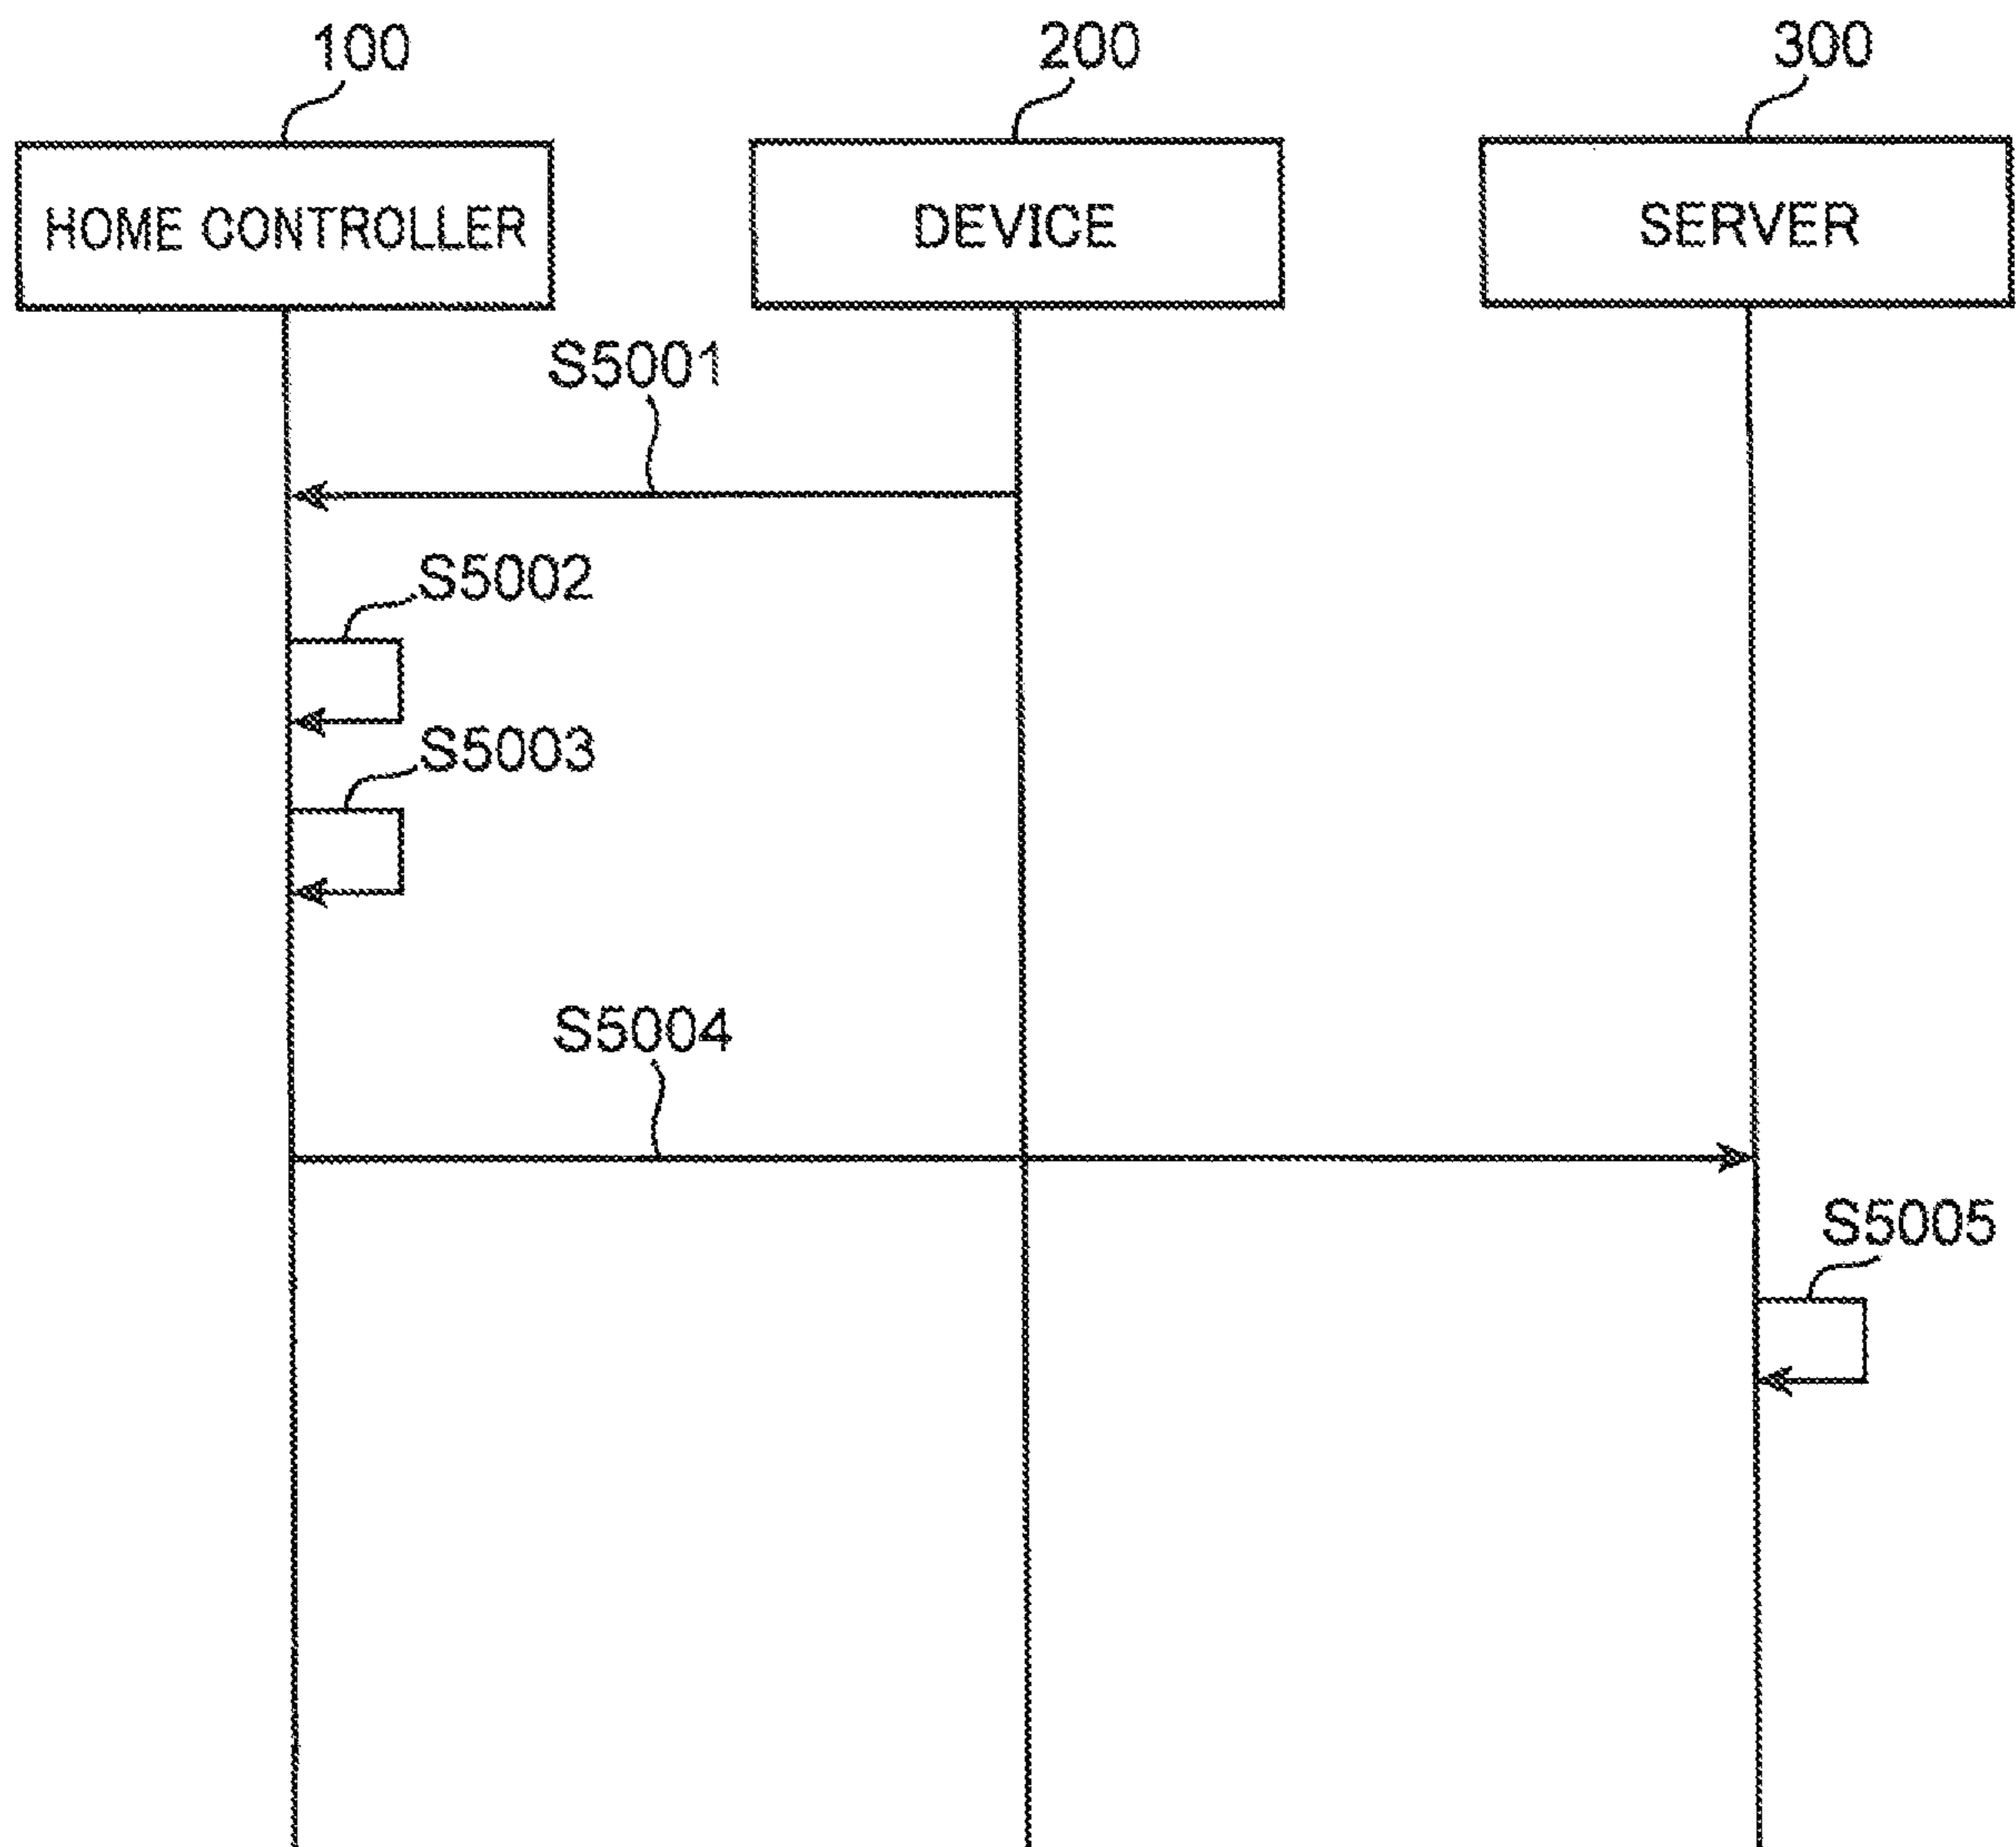 100
200
300
HOME CONTROLLER
DEVICE
SERVER
S5001
S5002
S5003
S5004
S5005